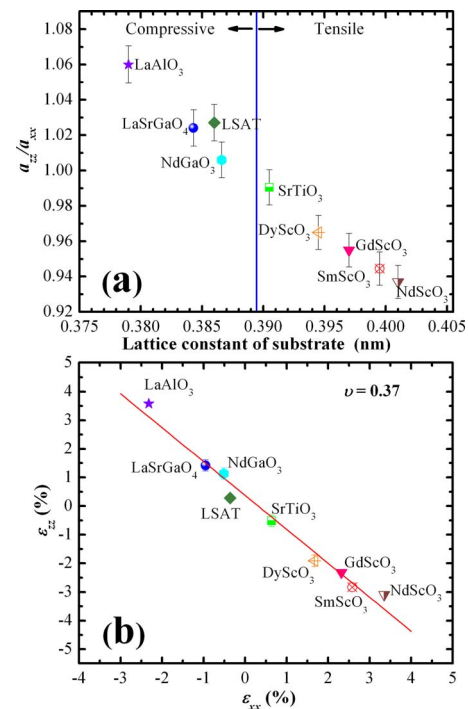 1.08
1.06
1.04
1.02
1.00
0.98
0.96
0.94
0.92
a_zz/a_xx
Compressive
Tensile
LaAlO₃
LaSrGaO₄
LSAT
NdGaO₃
SrTiO₃
DyScO₃
GdScO₃
SmScO₃
NdScO₃
(a)
0.375 0.380 0.385 0.390 0.395 0.400 0.405
Lattice constant of substrate (nm)
5
4
3
2
1
0
-1
-2
-3
-4
-5
ε_zz (%)
υ = 0.37
LaAlO₃
LaSrGaO₄
NdGaO₃
LSAT
SrTiO₃
DyScO₃
GdScO₃
SmScO₃
NdScO₃
(b)
-4 -3 -2 -1 0 1 2 3 4 5
ε_xx (%)